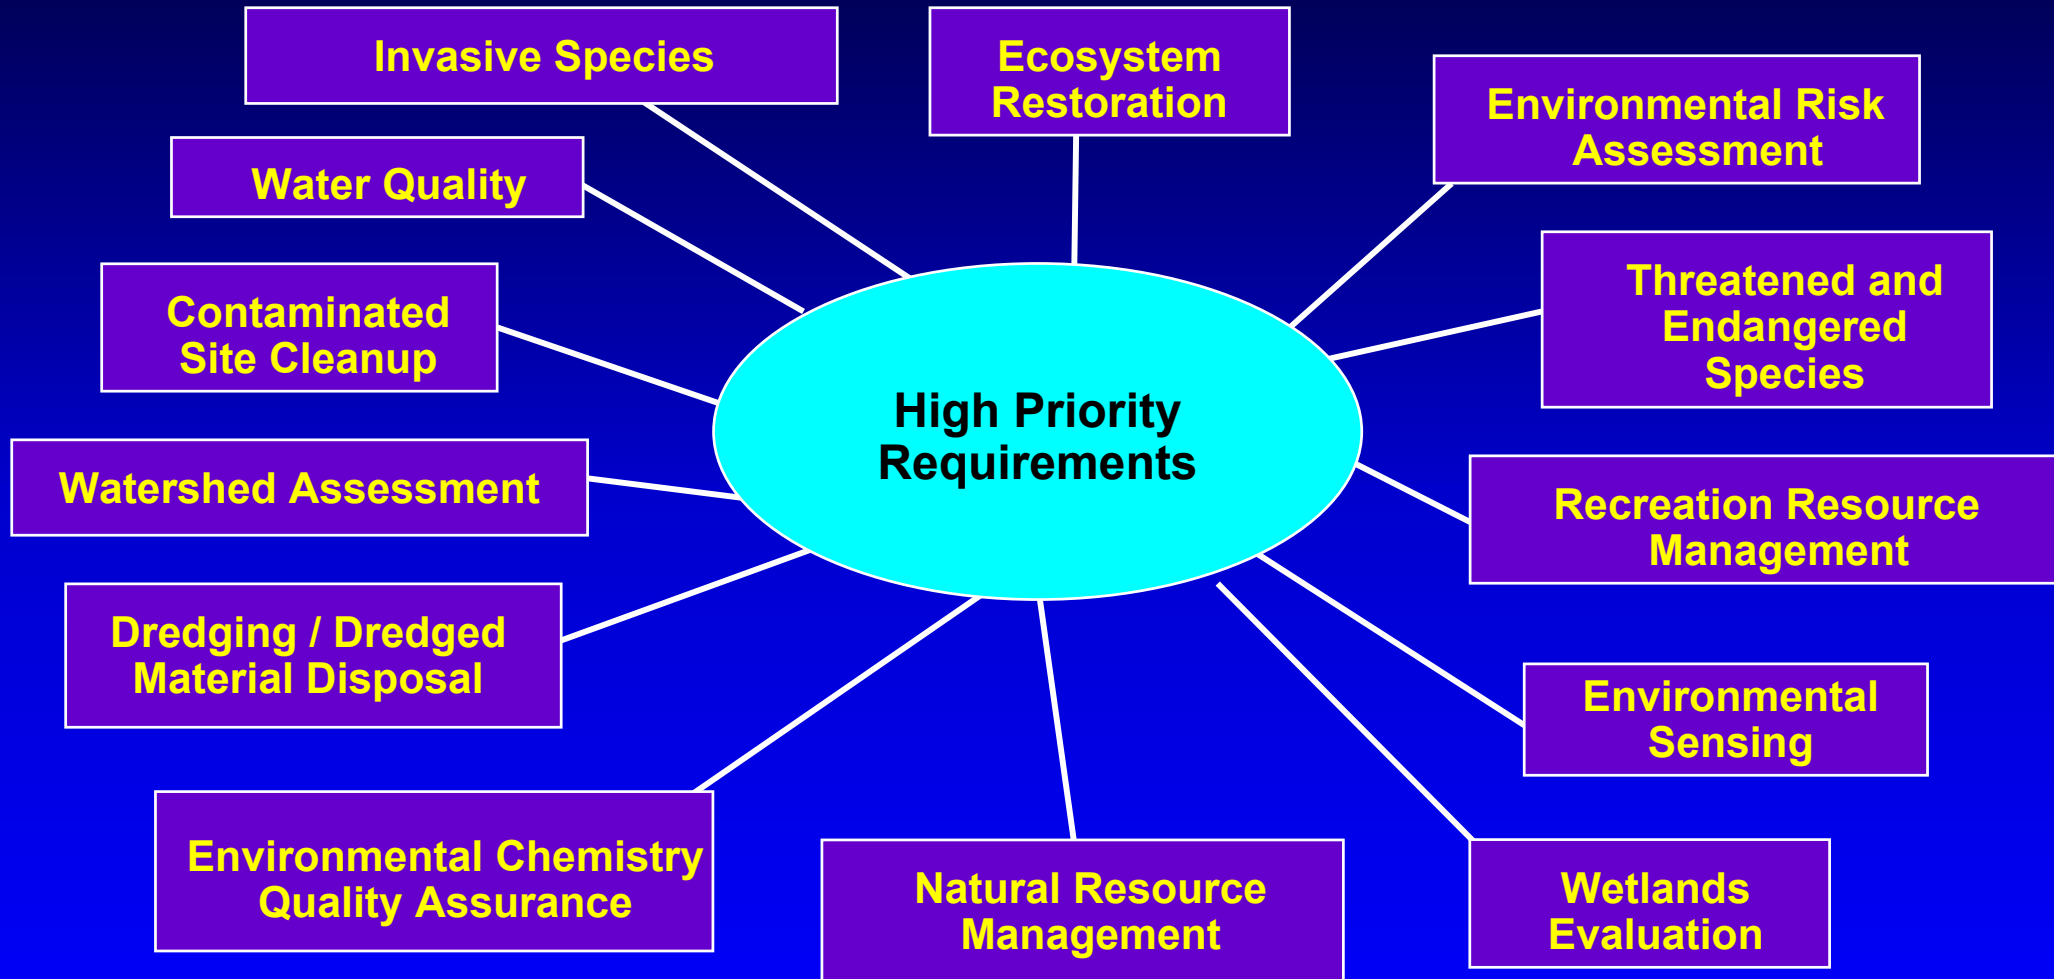 Invasive Species
Ecosystem
Restoration
Environmental Risk
Assessment
Water Quality
Threatened and
Endangered
Species
Contaminated
Site Cleanup
High Priority
Requirements
Watershed Assessment
Recreation Resource
Management
Dredging / Dredged
Material Disposal
Environmental
Sensing
Environmental Chemistry
Quality Assurance
Natural Resource
Management
Wetlands
Evaluation